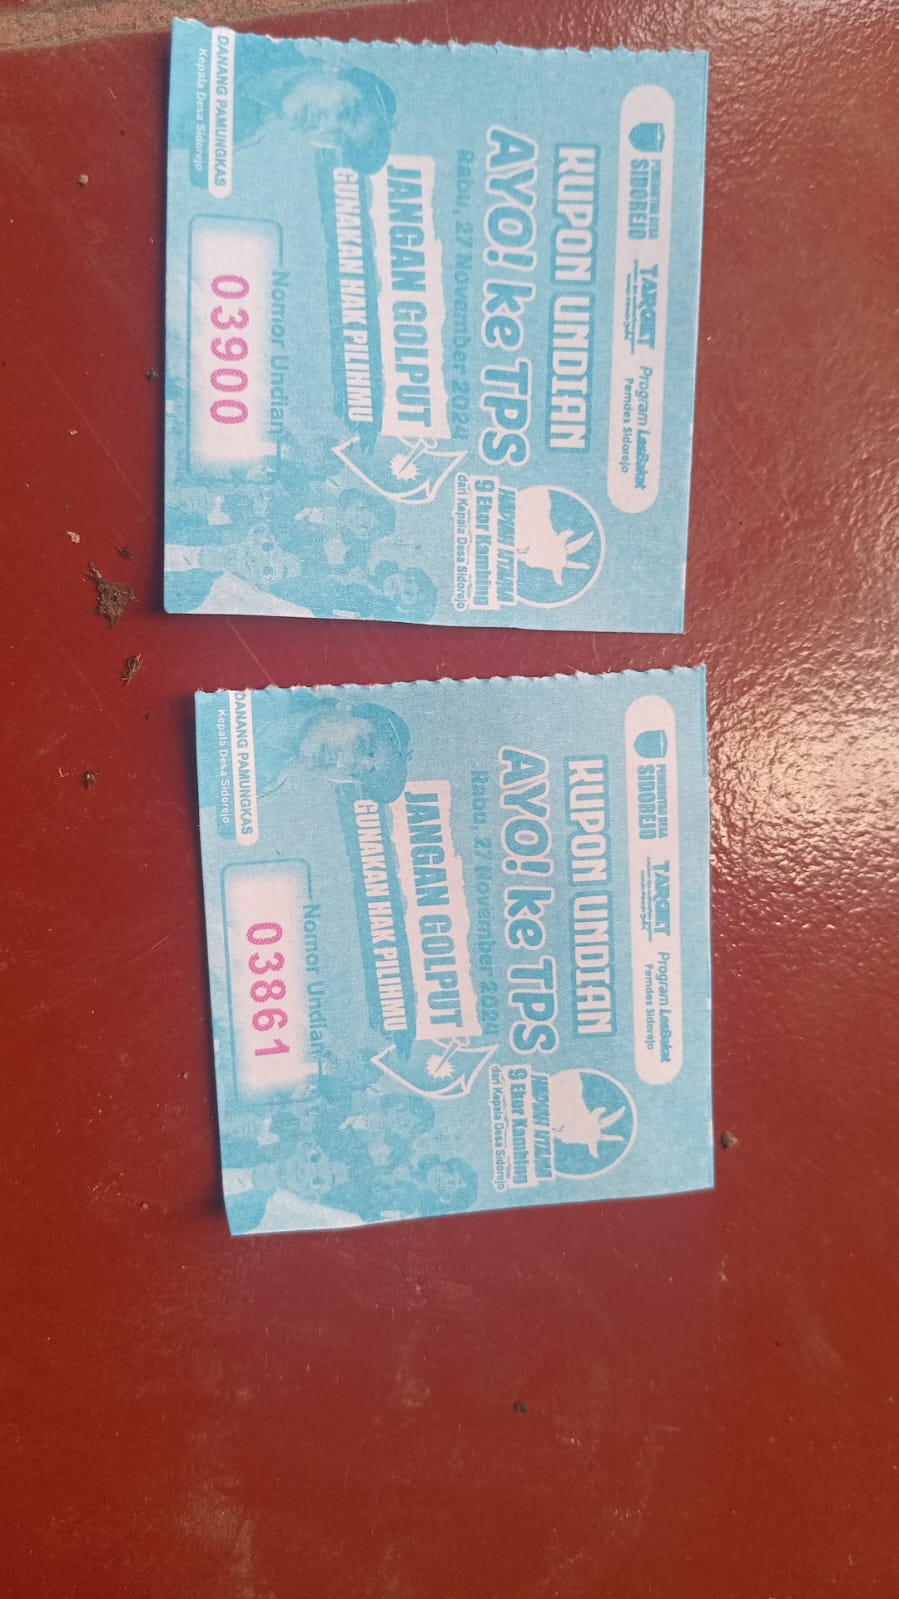 PEMERINTAH DESA
SIDOREJO
TARGET
Program LosBakat
Pemdes Sidorejo
KUPON UNDIAN
AYO! ke TPS
Rabu, 27 November 2024
JANGAN GOLPUT
GUNAKAN HAK PILIHMU
HADIAH UTAMA
9 Ekor Kambing
dari Kepala Desa Sidorejo
Nomor Undian
03900
DANANG PAMUNGKAS
Kepala Desa Sidorejo
PEMERINTAH DESA
SIDOREJO
TARGET
Program LosBakat
Pemdes Sidorejo
KUPON UNDIAN
AYO! ke TPS
Rabu, 27 November 2024
JANGAN GOLPUT
GUNAKAN HAK PILIHMU
HADIAH UTAMA
9 Ekor Kambing
dari Kepala Desa Sidorejo
Nomor Undian
03861
DANANG PAMUNGKAS
Kepala Desa Sidorejo